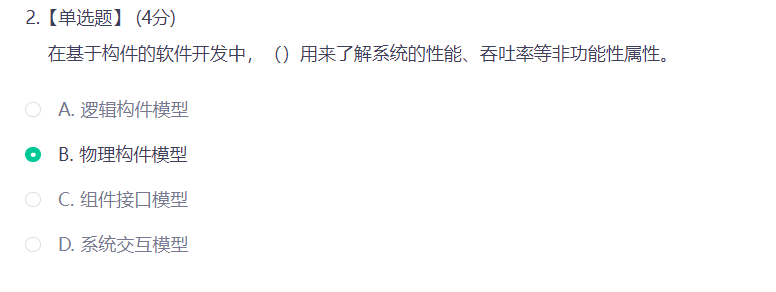 2.【单选题】 (4分)
在基于构件的软件开发中，（）用来了解系统的性能、吞吐率等非功能性属性。
A. 逻辑构件模型
B. 物理构件模型
C. 组件接口模型
D. 系统交互模型